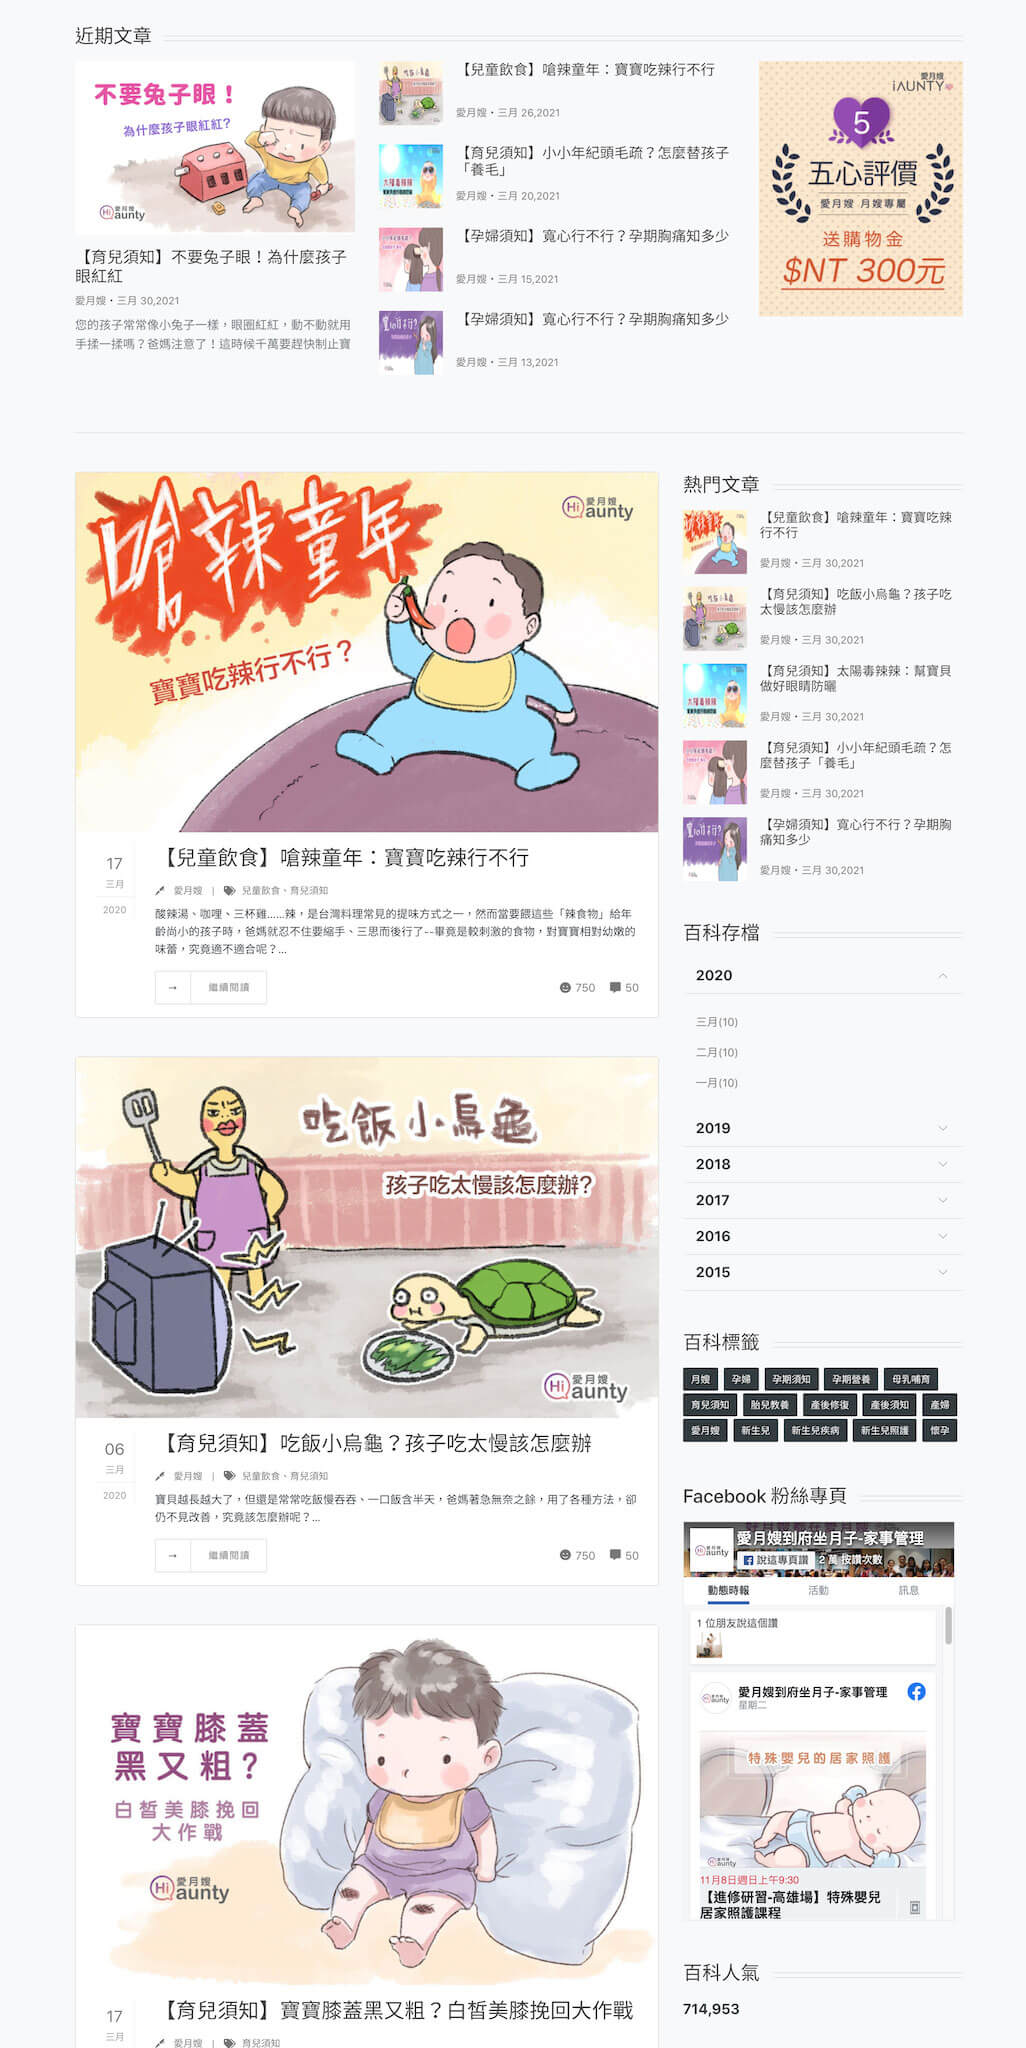 近期文章
不要兔子眼！
為什麼孩子眼紅紅?
Hi 愛月嫂
aunty
【育兒須知】不要兔子眼！為什麼孩子
眼紅紅
愛月嫂・三月 30,2021
您的孩子常常像小兔子一樣，眼圈紅紅，動不動就用
手揉一揉嗎？爸媽注意了！這時候千萬要趕快制止寶
【兒童飲食】嗆辣童年：寶寶吃辣行不行
愛月嫂・三月 26,2021
【育兒須知】小小年紀頭毛疏？怎麼替孩子
「養毛」
愛月嫂・三月 20,2021
【孕婦須知】寬心行不行？孕期胸痛知多少
愛月嫂・三月 15,2021
【孕婦須知】寬心行不行？孕期胸痛知多少
愛月嫂・三月 13,2021
愛月嫂
iAUNTY
5
五心評價
愛月嫂 月嫂專屬
送購物金
$NT 300元
嗆辣童年
寶寶吃辣行不行？
Hi 愛月嫂
aunty
17
三月
2020
【兒童飲食】嗆辣童年：寶寶吃辣行不行
愛月嫂 | 兒童飲食、育兒須知
酸辣湯、咖哩、三杯雞......辣，是台灣料理常見的提味方式之一，然而當要餵這些「辣食物」給年
齡尚小的孩子時，爸媽就忍不住要縮手、三思而後行了--畢竟是較刺激的食物，對寶寶相對幼嫩的
味蕾，究竟適不適合呢？...
→ 繼續閱讀
750 50
吃飯小烏龜
孩子吃太慢該怎麼辦?
Hi 愛月嫂
aunty
06
三月
2020
【育兒須知】吃飯小烏龜？孩子吃太慢該怎麼辦
愛月嫂 | 兒童飲食、育兒須知
寶貝越長越大了，但還是常常吃飯慢吞吞、一口飯含半天，爸媽著急無奈之餘，用了各種方法，卻
仍不見改善，究竟該怎麼辦呢？...
→ 繼續閱讀
750 50
寶寶膝蓋
黑又粗？
白皙美膝挽回
大作戰
Hi 愛月嫂
aunty
17
三月
【育兒須知】寶寶膝蓋黑又粗？白皙美膝挽回大作戰
愛月嫂 | 育兒須知
熱門文章
【兒童飲食】嗆辣童年：寶寶吃辣
行不行
愛月嫂・三月 30,2021
【育兒須知】吃飯小烏龜？孩子吃
太慢該怎麼辦
愛月嫂・三月 30,2021
【育兒須知】太陽毒辣辣：幫寶貝
做好眼睛防曬
愛月嫂・三月 30,2021
【育兒須知】小小年紀頭毛疏？怎
麼替孩子「養毛」
愛月嫂・三月 30,2021
【孕婦須知】寬心行不行？孕期胸
痛知多少
愛月嫂・三月 30,2021
百科存檔
2020
三月(10)
二月(10)
一月(10)
2019
2018
2017
2016
2015
百科標籤
月嫂 孕婦 孕期須知 孕期營養 母乳哺育
育兒須知 胎兒教養 產後修復 產後須知 產婦
愛月嫂 新生兒 新生兒疾病 新生兒照護 懷孕
Facebook 粉絲專頁
愛月嫂到府坐月子-家事管理
說這專頁讚 2 萬 按讚次數
動態時報 活動 訊息
1 位朋友說這個讚
愛月嫂到府坐月子-家事管理
星期二
特殊嬰兒的居家照護
11月8日週日上午9:30
【進修研習-高雄場】特殊嬰兒
居家照護課程
百科人氣
714,953